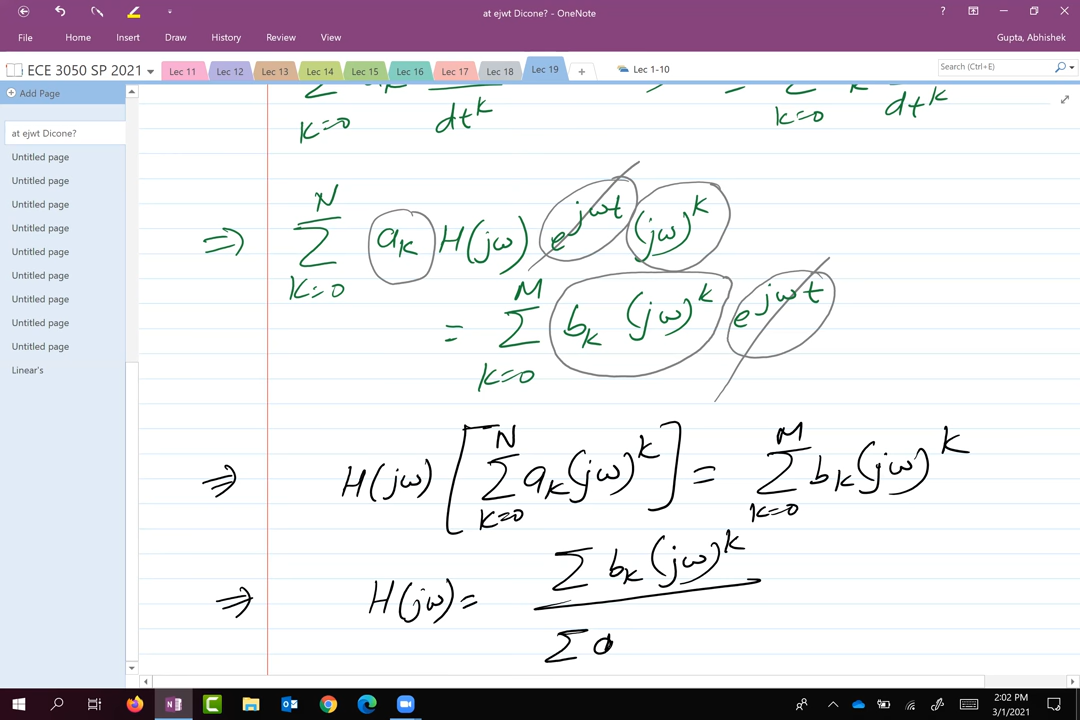 at ejwt Dicone? - OneNote
File Home Insert Draw History Review View
Gupta, Abhishek
ECE 3050 SP 2021
Lec 11 Lec 12 Lec 13 Lec 14 Lec 15 Lec 16 Lec 17 Lec 18 Lec 19 + Lec 1-10
Search (Ctrl+E)
Add Page
at ejwt Dicone?
Untitled page
Untitled page
Untitled page
Untitled page
Untitled page
Untitled page
Untitled page
Untitled page
Untitled page
Linear's
k=0 dt^k = k=0 dt^k
⇒ ∑_{k=0}^{N} a_k H(jω) e^{jωt} (jω)^k
= ∑_{k=0}^{M} b_k (jω)^k e^{jωt}
⇒ H(jω) [∑_{k=0}^{N} a_k (jω)^k] = ∑_{k=0}^{M} b_k (jω)^k
⇒ H(jω) = ∑ b_k (jω)^k
∑ a
2:02 PM
3/1/2021